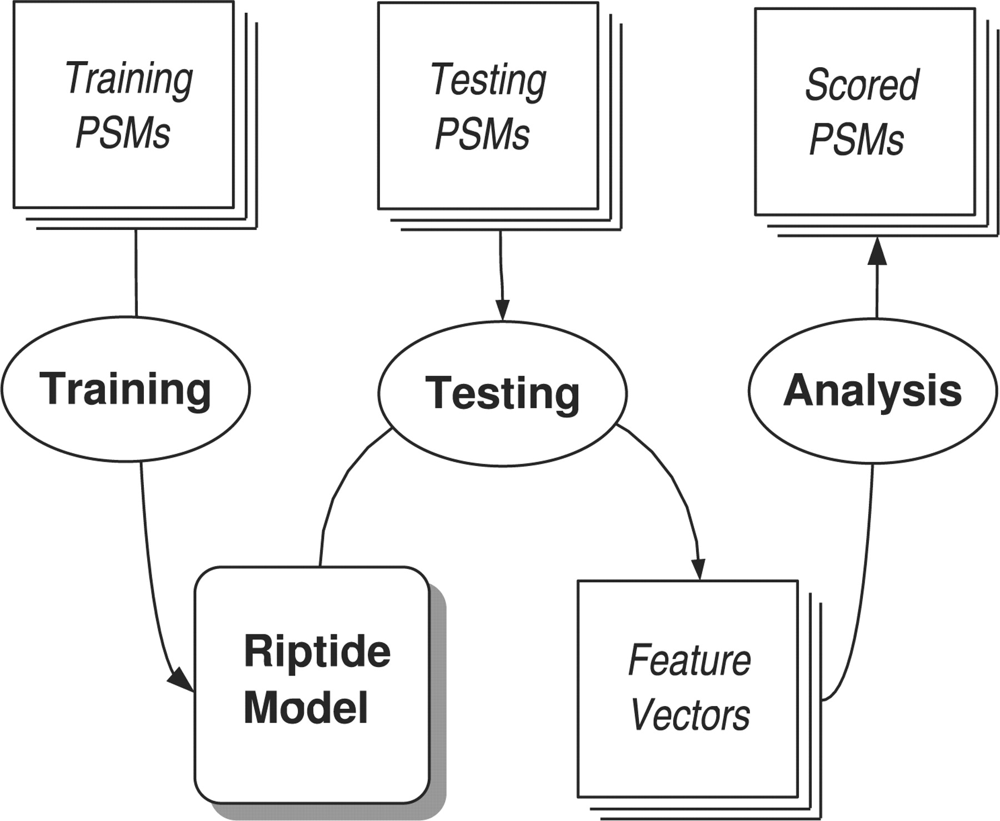 Training
PSMs
Testing
PSMs
Scored
PSMs
Training
Testing
Analysis
Riptide
Model
Feature
Vectors